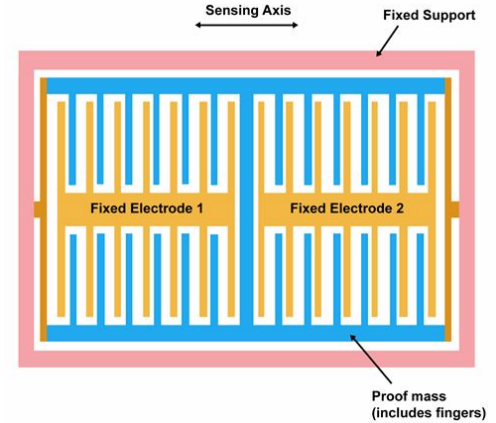 Sensing Axis
Fixed Support
Fixed Electrode 1
Fixed Electrode 2
Proof mass
(includes fingers)